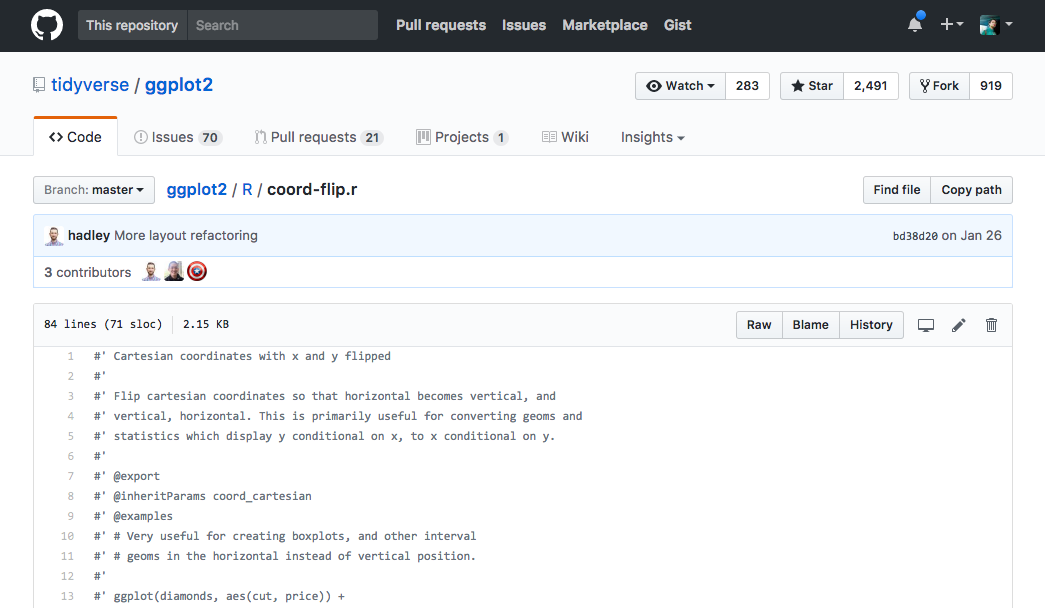 This repository Search Pull requests Issues Marketplace Gist
tidyverse / ggplot2 Watch 283 Star 2,491 Fork 919
Code Issues 70 Pull requests 21 Projects 1 Wiki Insights
Branch: master ggplot2 / R / coord-flip.r Find file Copy path
hadley More layout refactoring bd38d20 on Jan 26
3 contributors
84 lines (71 sloc) 2.15 KB Raw Blame History
1 #' Cartesian coordinates with x and y flipped
2 #'
3 #' Flip cartesian coordinates so that horizontal becomes vertical, and
4 #' vertical, horizontal. This is primarily useful for converting geoms and
5 #' statistics which display y conditional on x, to x conditional on y.
6 #'
7 #' @export
8 #' @inheritParams coord_cartesian
9 #' @examples
10 #' # Very useful for creating boxplots, and other interval
11 #' # geoms in the horizontal instead of vertical position.
12 #'
13 #' ggplot(diamonds, aes(cut, price)) +